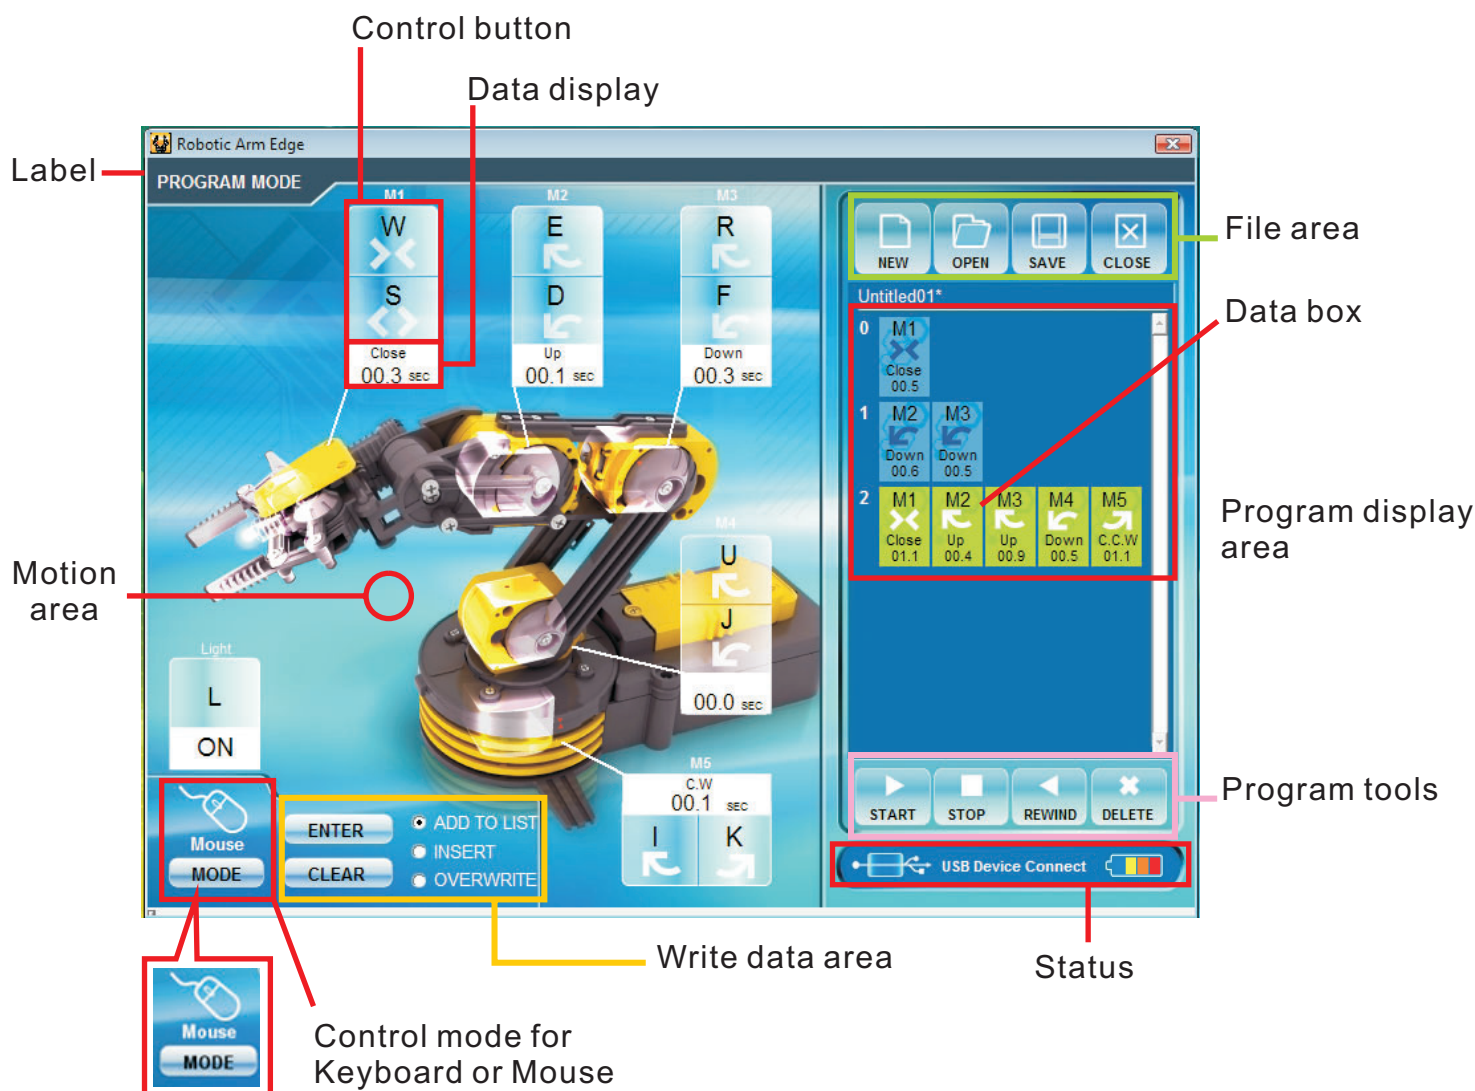 Control button
Data display
Label
Robotic Arm Edge
PROGRAM MODE
M1
W
S
Close
00.3 SEC
M2
E
D
Up
00.1 SEC
M3
R
F
Down
00.3 SEC
NEW
OPEN
SAVE
CLOSE
File area
Untitled01*
Data box
0
M1
Close
00.5
1
M2
Down
00.6
M3
Down
00.5
2
M1
Close
01.1
M2
Up
00.4
M3
Up
00.9
M4
Down
00.5
M5
C.C.W
01.1
Program display
area
Motion
area
M4
U
J
00.0 SEC
Light
L
ON
M5
C.W
00.1 SEC
I
K
START
STOP
REWIND
DELETE
Program tools
Mouse
MODE
ENTER
CLEAR
ADD TO LIST
INSERT
OVERWRITE
USB Device Connect
Write data area
Status
Mouse
MODE
Control mode for
Keyboard or Mouse